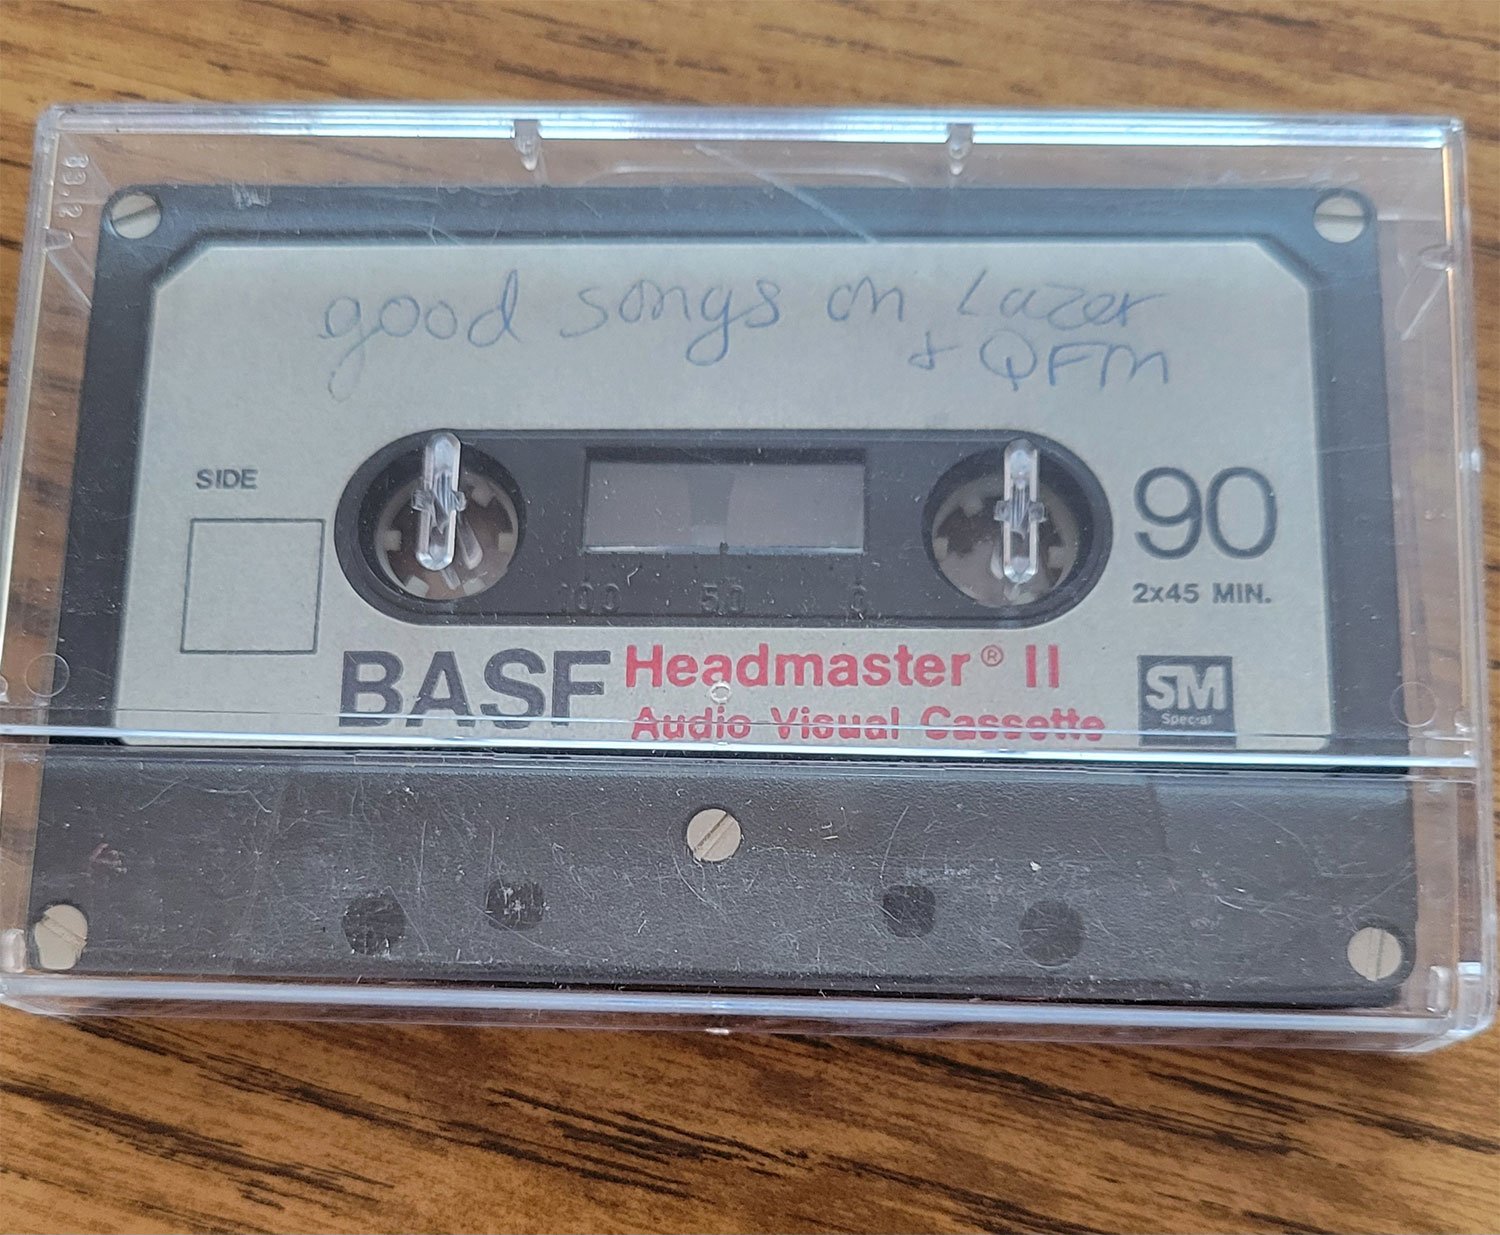 good songs on Lazer
+ QFM
SIDE
90
2x45 MIN.
100 50 0
BASF Headmaster® II
Audio Visual Cassette
SM
Special